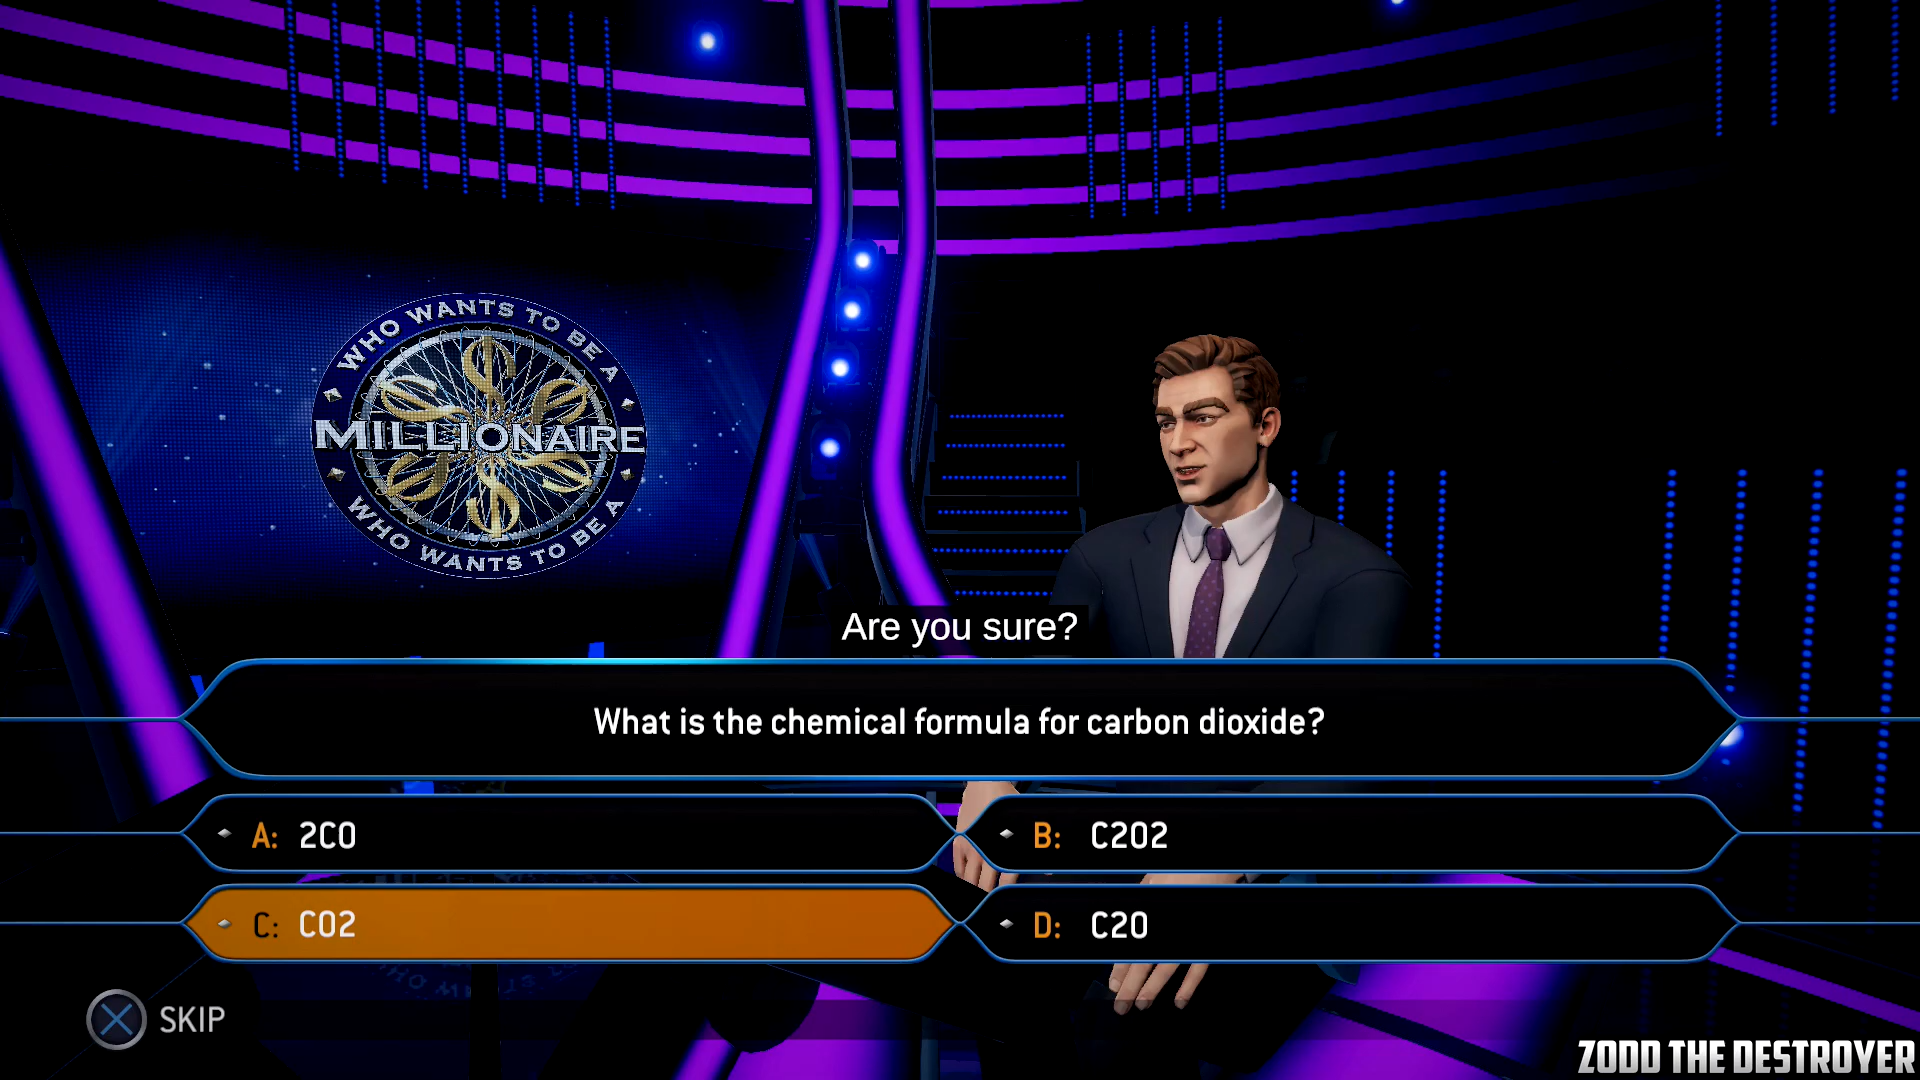 WHO WANTS TO BE A
MILLIONAIRE
WHO WANTS TO BE A
Are you sure?
What is the chemical formula for carbon dioxide?
A: 2CO
B: C2O2
C: CO2
D: C2O
SKIP
ZODD THE DESTROYER